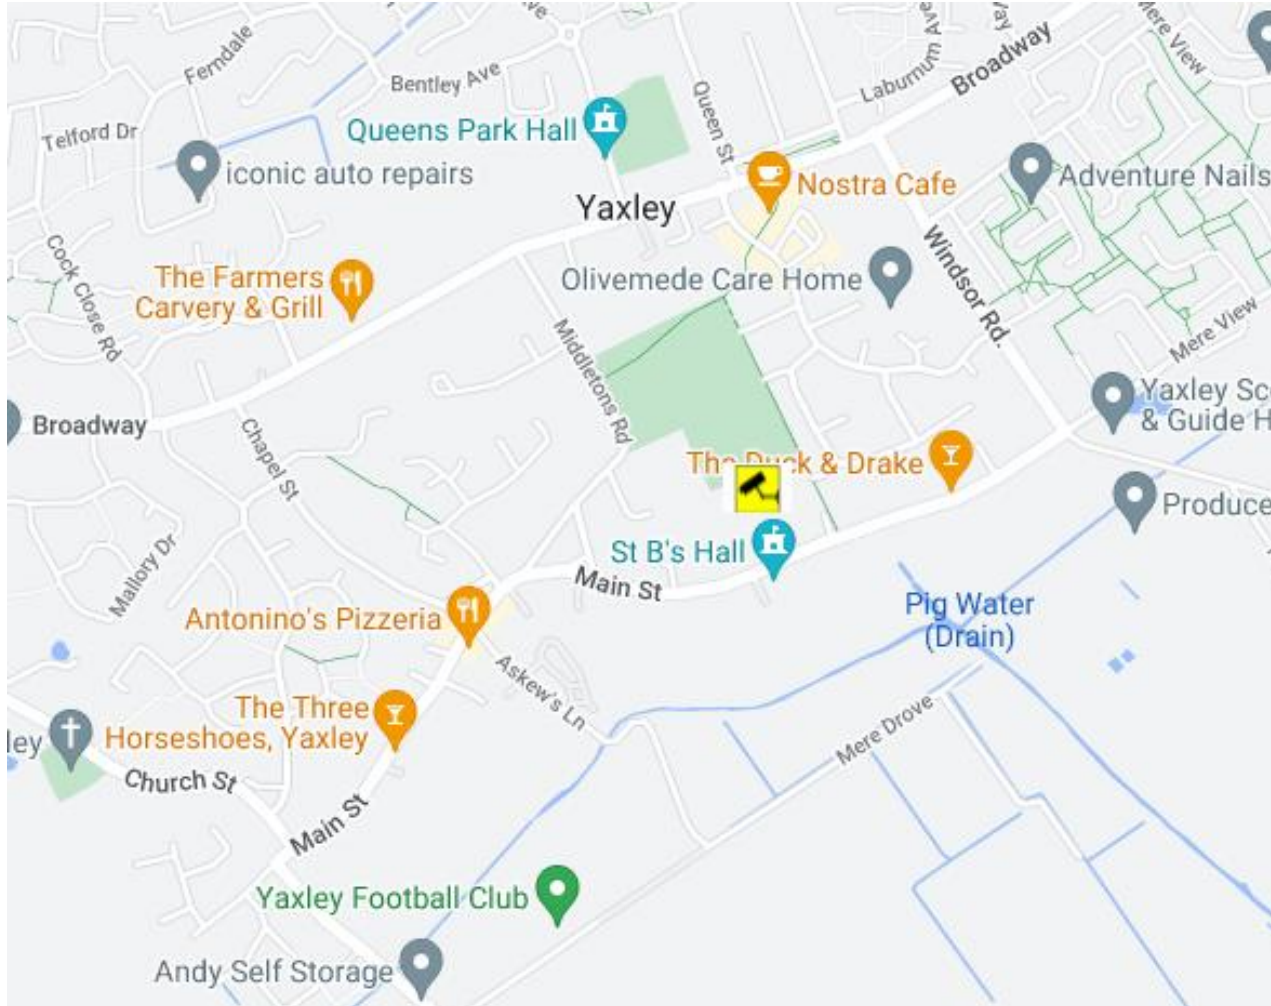 Ferndale
Bentley Ave
Queen St
Laburnum Ave
Broadway
Mere View
Telford Dr
Queens Park Hall
iconic auto repairs
Nostra Cafe
Adventure Nails
Yaxley
Cock Close Rd
The Farmers
Carvery & Grill
Olivemede Care Home
Windsor Rd.
Middletons Rd
Mere View
Broadway
Chapel St
Yaxley Sc
& Guide H
The Duck & Drake
Produce
St B's Hall
Main St
Mallory Dr
Antonino's Pizzeria
Pig Water
(Drain)
Askew's Ln
The Three
Horseshoes, Yaxley
ley
Church St
Mere Drove
Main St
Yaxley Football Club
Andy Self Storage